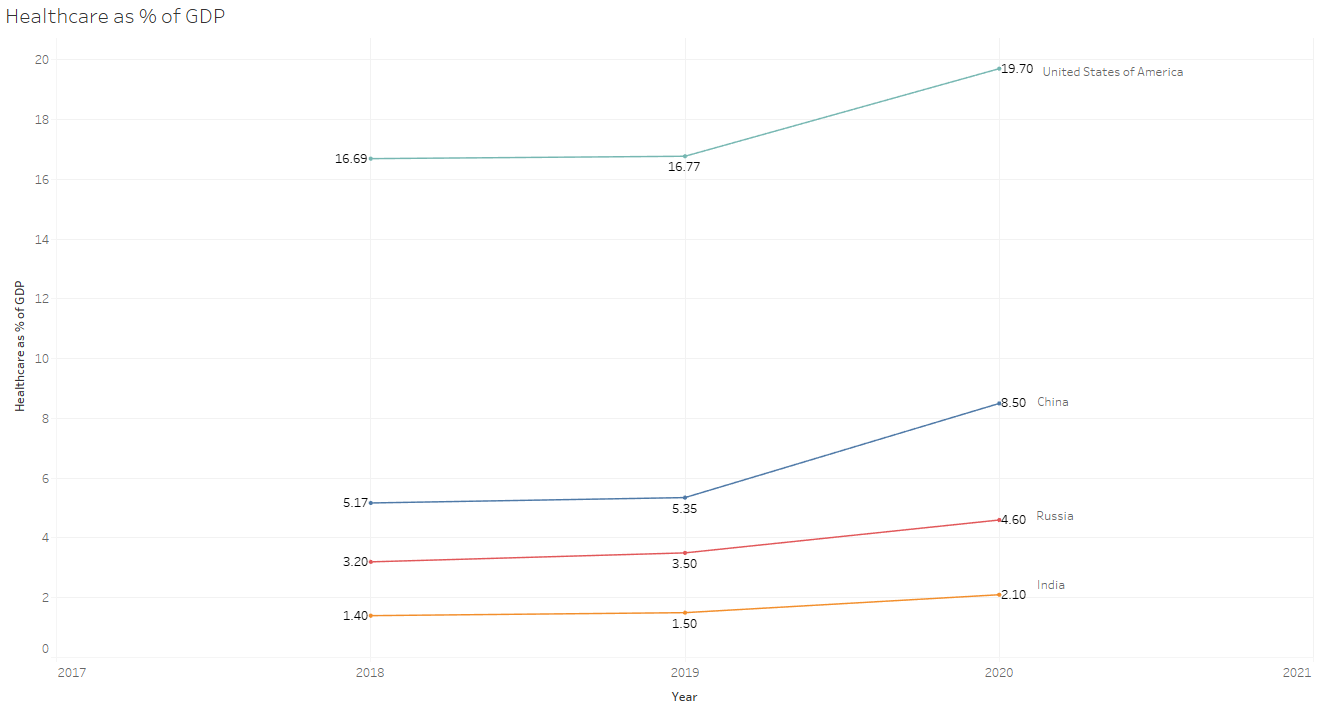 Healthcare as % of GDP
20
18
16
14
12
10
8
6
4
2
0
Healthcare as % of GDP
16.69
16.77
19.70 United States of America
5.17
5.35
8.50 China
3.20
3.50
4.60 Russia
1.40
1.50
2.10 India
2017 2018 2019 2020 2021
Year